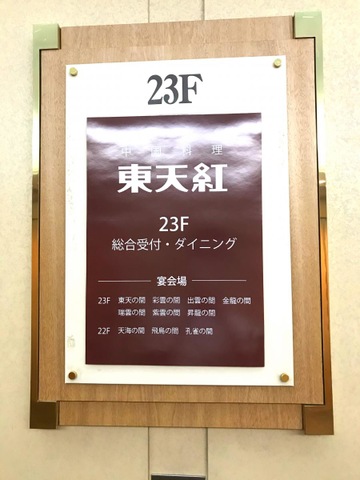 23F
中国料理
東天紅
23F
総合受付・ダイニング
宴会場
23F 東天の間 彩雲の間 出雲の間 金龍の間
瑞雲の間 紫雲の間 昇龍の間
22F 天海の間 飛鳥の間 孔雀の間